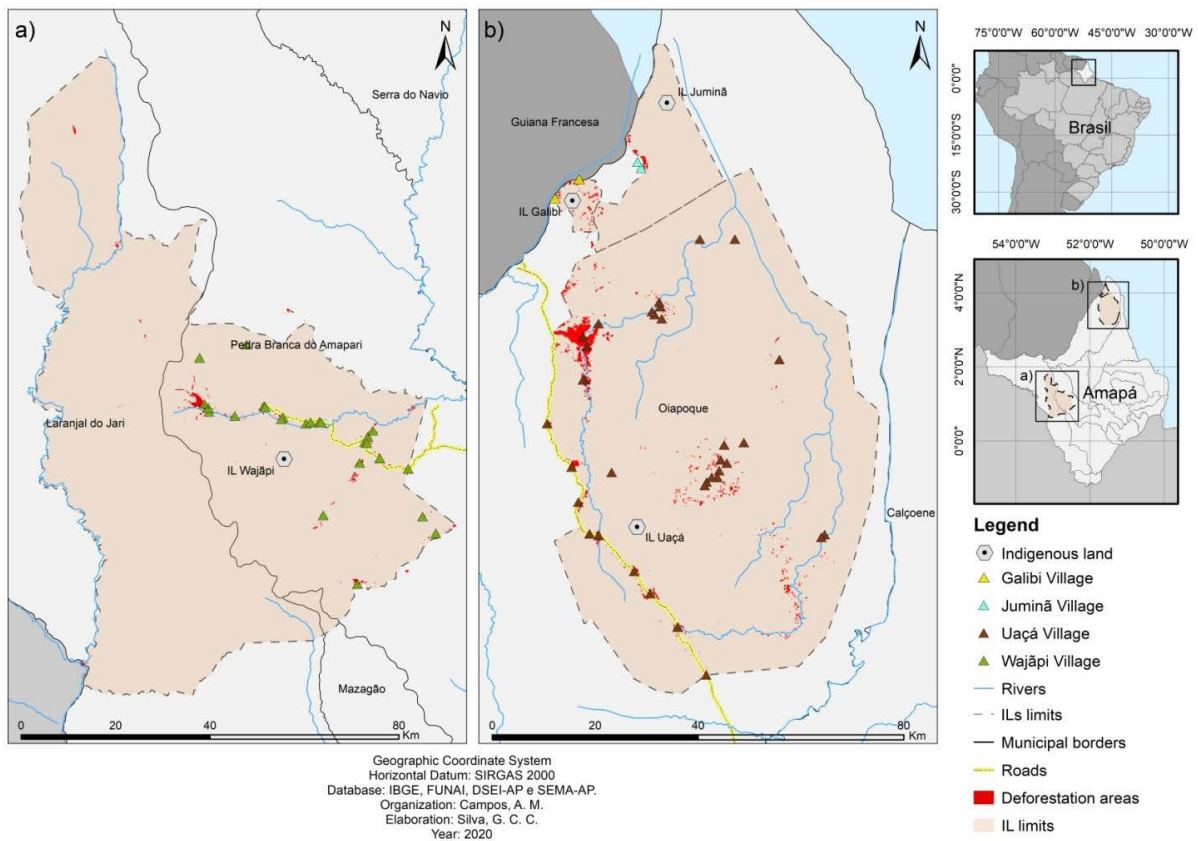 a)
N
Serra do Navio
Pedra Branca do Amapari
Laranjal do Jari
IL Wajãpi
Mazagão
0 20 40 80
Km
b)
N
IL Juminã
Guiana Francesa
IL Galibi
Oiapoque
Calçoene
IL Uaçá
0 20 40 80
Km
75°0'0"W 60°0'0"W 45°0'0"W 30°0'0"W
0°0'0"
15°0'0"S
30°0'0"S
Brasil
54°0'0"W 52°0'0"W 50°0'0"W
4°0'0"N
2°0'0"N
0°0'0"
b)
a)
Amapá
Legend
Indigenous land
Galibi Village
Juminã Village
Uaçá Village
Wajãpi Village
Rivers
ILs limits
Municipal borders
Roads
Deforestation areas
IL limits
Geographic Coordinate System
Horizontal Datum: SIRGAS 2000
Database: IBGE, FUNAI, DSEI-AP e SEMA-AP.
Organization: Campos, A. M.
Elaboration: Silva, G. C. C.
Year: 2020